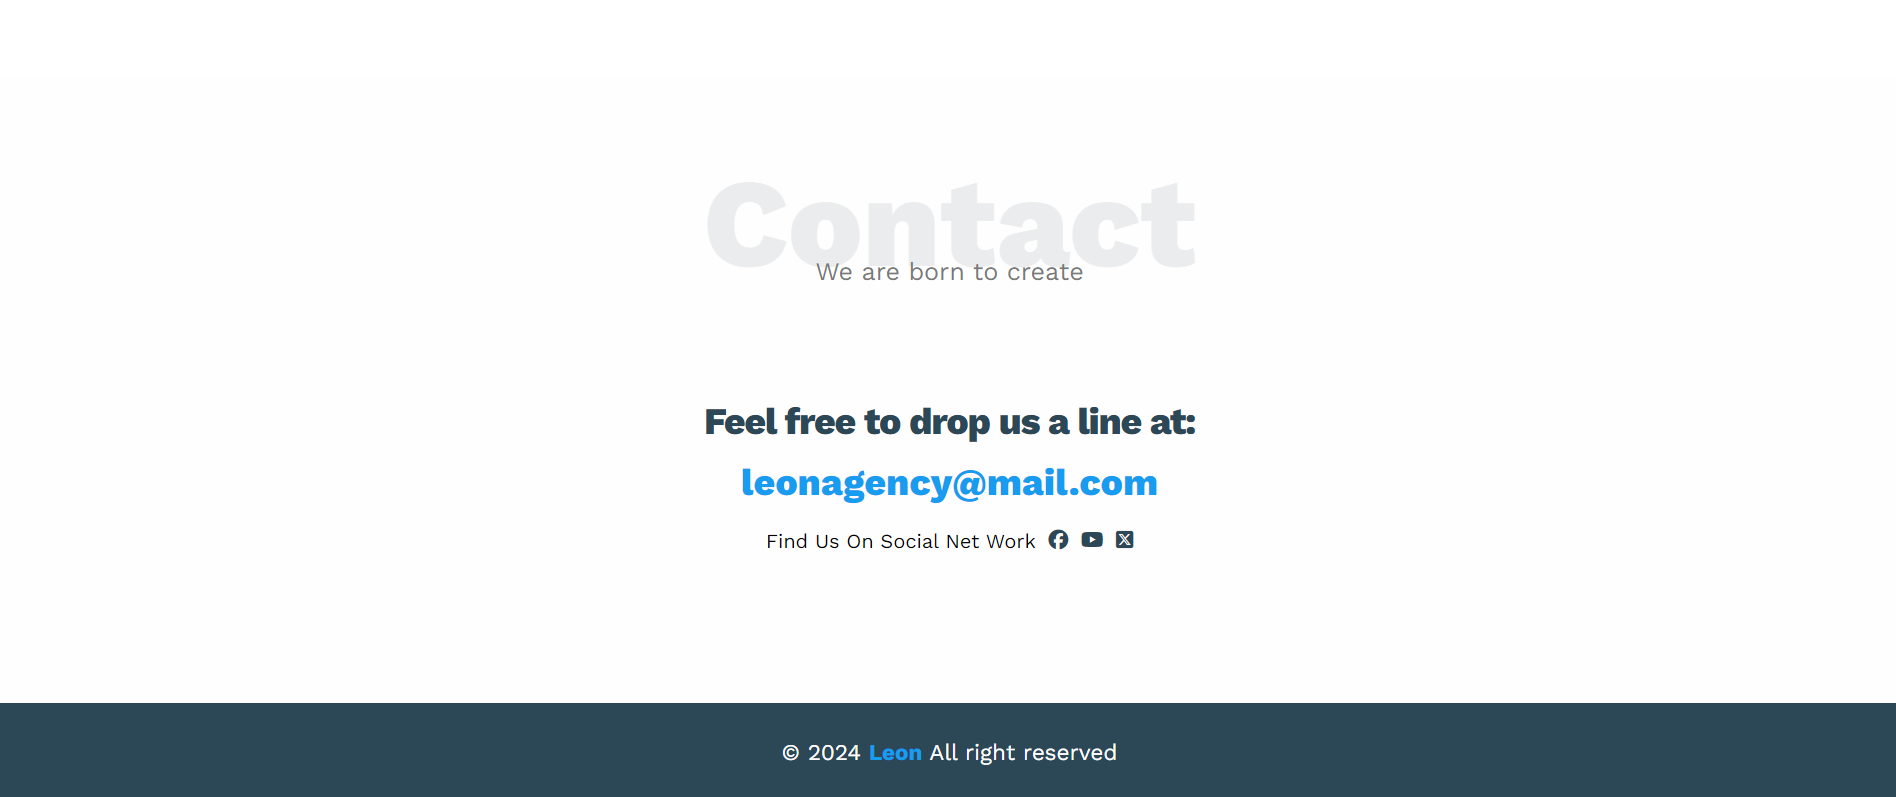 Contact
We are born to create
Feel free to drop us a line at:
leonagency@mail.com
Find Us On Social Net Work
© 2024 Leon All right reserved